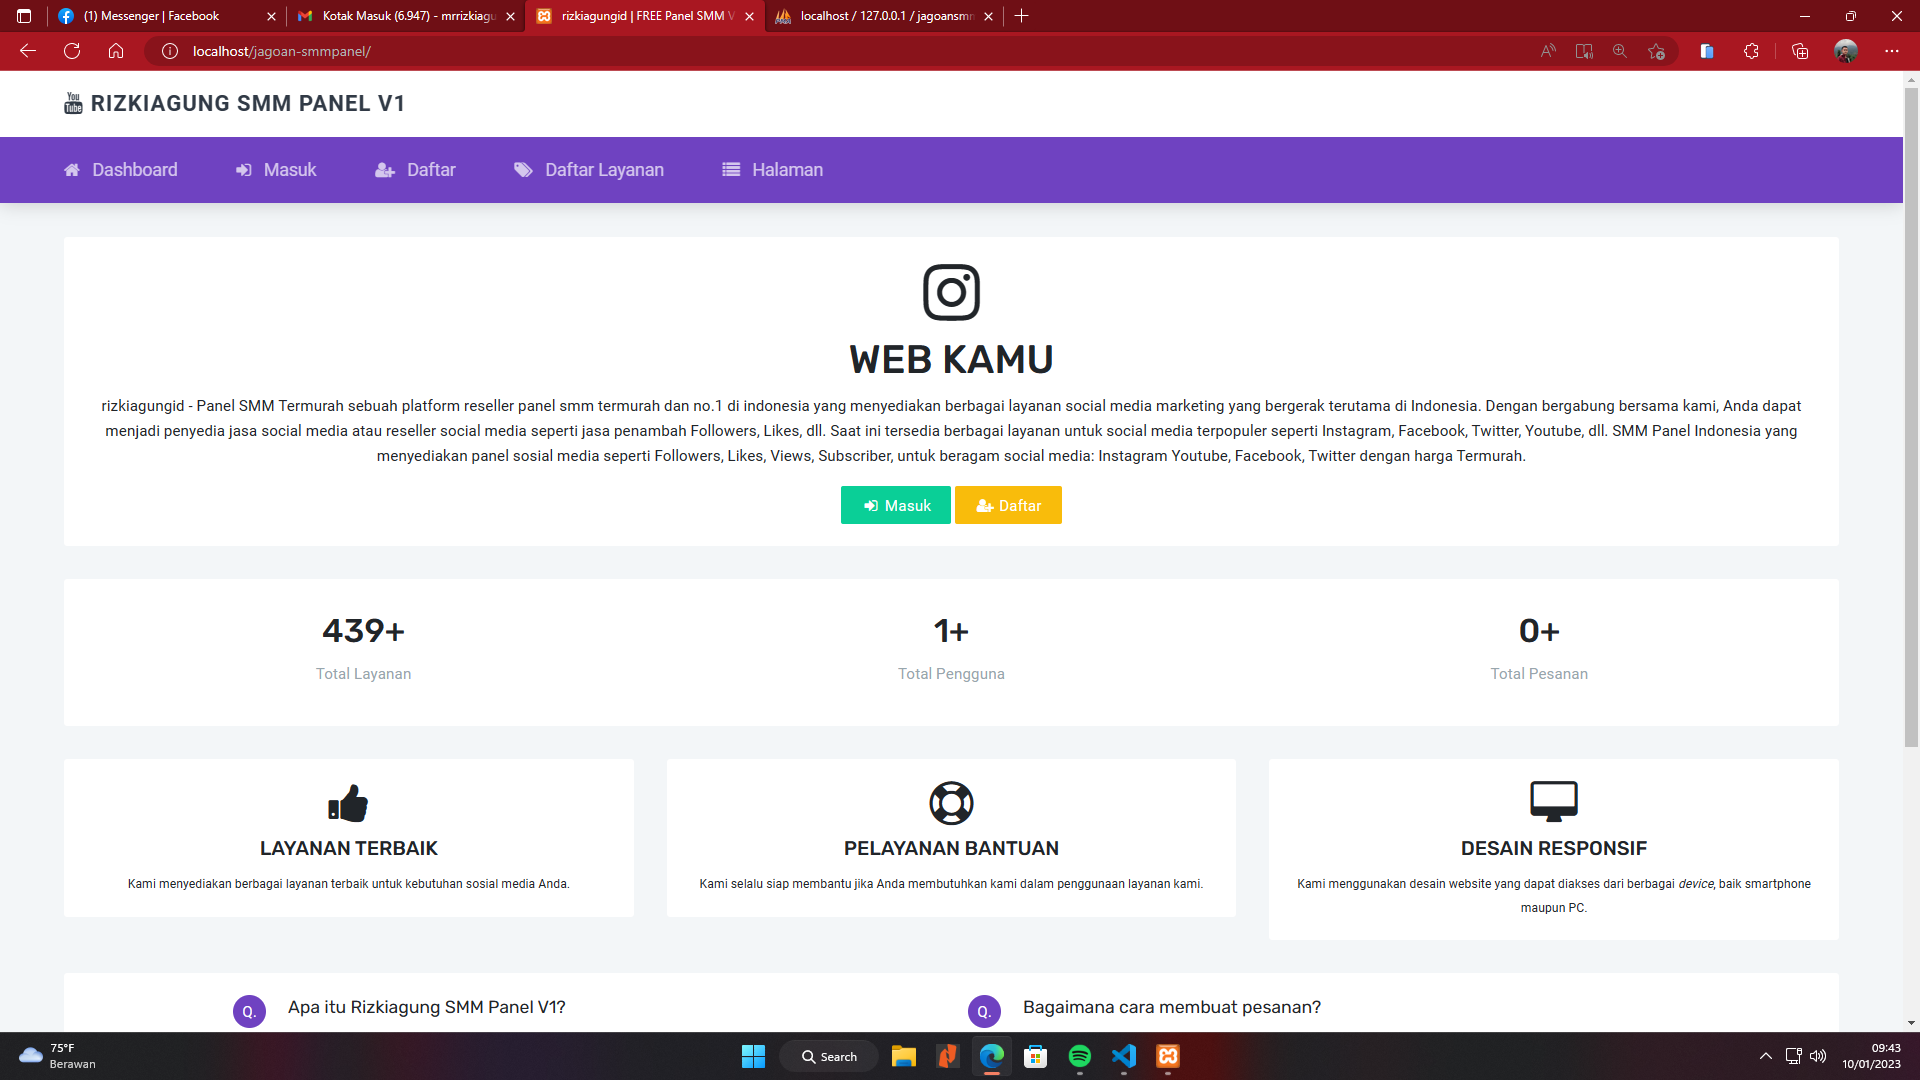 (1) Messenger | Facebook
Kotak Masuk (6.947) - mrrizkiagu
rizkiagungid | FREE Panel SMM V
localhost / 127.0.0.1 / jagoansmm
localhost/jagoan-smmpanel/
You Tube RIZKIAGUNG SMM PANEL V1
Dashboard Masuk Daftar Daftar Layanan Halaman
WEB KAMU
rizkiagungid - Panel SMM Termurah sebuah platform reseller panel smm termurah dan no.1 di indonesia yang menyediakan berbagai layanan social media marketing yang bergerak terutama di Indonesia. Dengan bergabung bersama kami, Anda dapat
menjadi penyedia jasa social media atau reseller social media seperti jasa penambah Followers, Likes, dll. Saat ini tersedia berbagai layanan untuk social media terpopuler seperti Instagram, Facebook, Twitter, Youtube, dll. SMM Panel Indonesia yang
menyediakan panel sosial media seperti Followers, Likes, Views, Subscriber, untuk beragam social media: Instagram Youtube, Facebook, Twitter dengan harga Termurah.
Masuk Daftar
439+
Total Layanan
1+
Total Pengguna
0+
Total Pesanan
LAYANAN TERBAIK
Kami menyediakan berbagai layanan terbaik untuk kebutuhan sosial media Anda.
PELAYANAN BANTUAN
Kami selalu siap membantu jika Anda membutuhkan kami dalam penggunaan layanan kami.
DESAIN RESPONSIF
Kami menggunakan desain website yang dapat diakses dari berbagai device, baik smartphone
maupun PC.
Q. Apa itu Rizkiagung SMM Panel V1?
Q. Bagaimana cara membuat pesanan?
75°F
Berawan
Search
09:43
10/01/2023